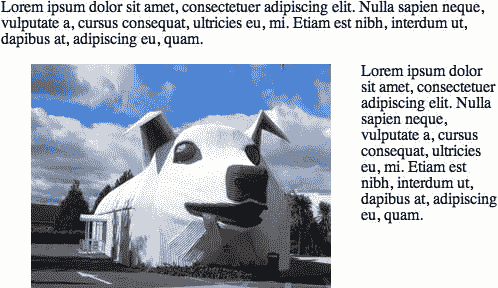 Lorem ipsum dolor sit amet, consectetuer adipiscing elit. Nulla sapien neque,
vulputate a, cursus consequat, ultricies eu, mi. Etiam est nibh, interdum ut,
dapibus at, adipiscing eu, quam.
Lorem ipsum dolor
sit amet, consectetuer
adipiscing elit. Nulla
sapien neque,
vulputate a, cursus
consequat, ultricies
eu, mi. Etiam est
nibh, interdum ut,
dapibus at, adipiscing
eu, quam.